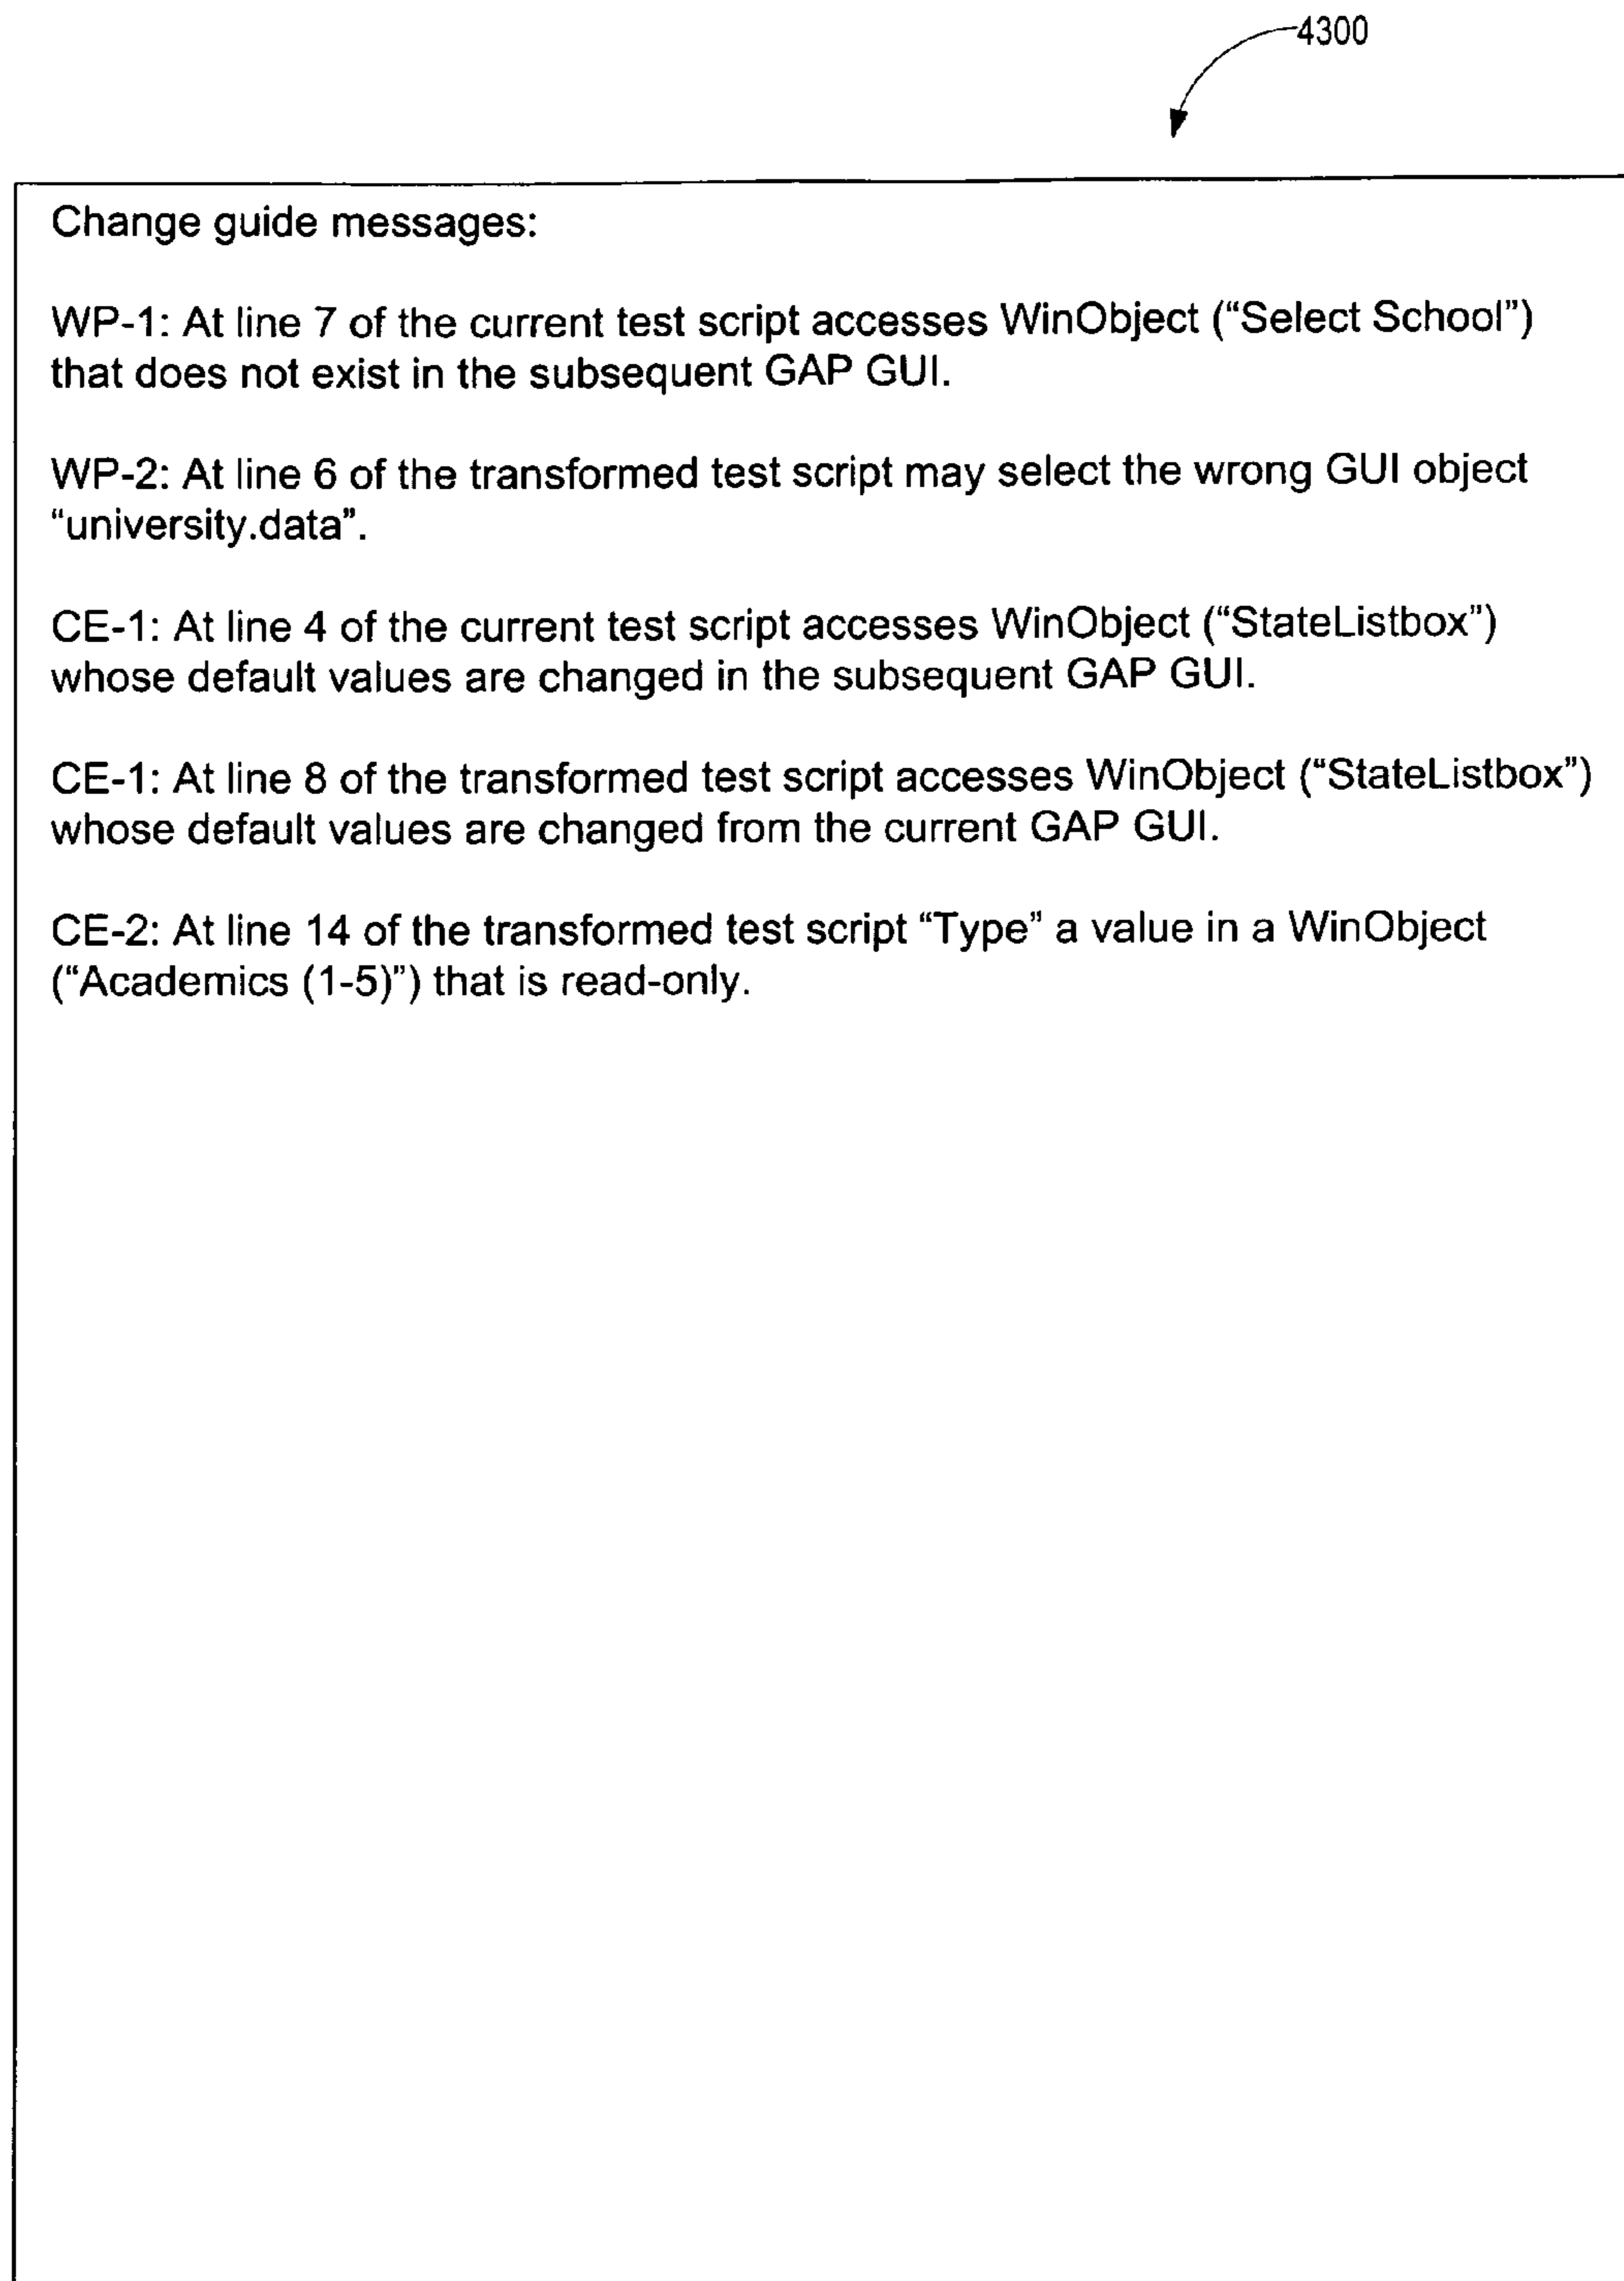 4300
Change guide messages:
WP-1: At line 7 of the current test script accesses WinObject (“Select School”)
that does not exist in the subsequent GAP GUI.
WP-2: At line 6 of the transformed test script may select the wrong GUI object
“university.data”.
CE-1: At line 4 of the current test script accesses WinObject (“StateListbox”)
whose default values are changed in the subsequent GAP GUI.
CE-1: At line 8 of the transformed test script accesses WinObject (“StateListbox”)
whose default values are changed from the current GAP GUI.
CE-2: At line 14 of the transformed test script “Type” a value in a WinObject
(“Academics (1-5)”) that is read-only.